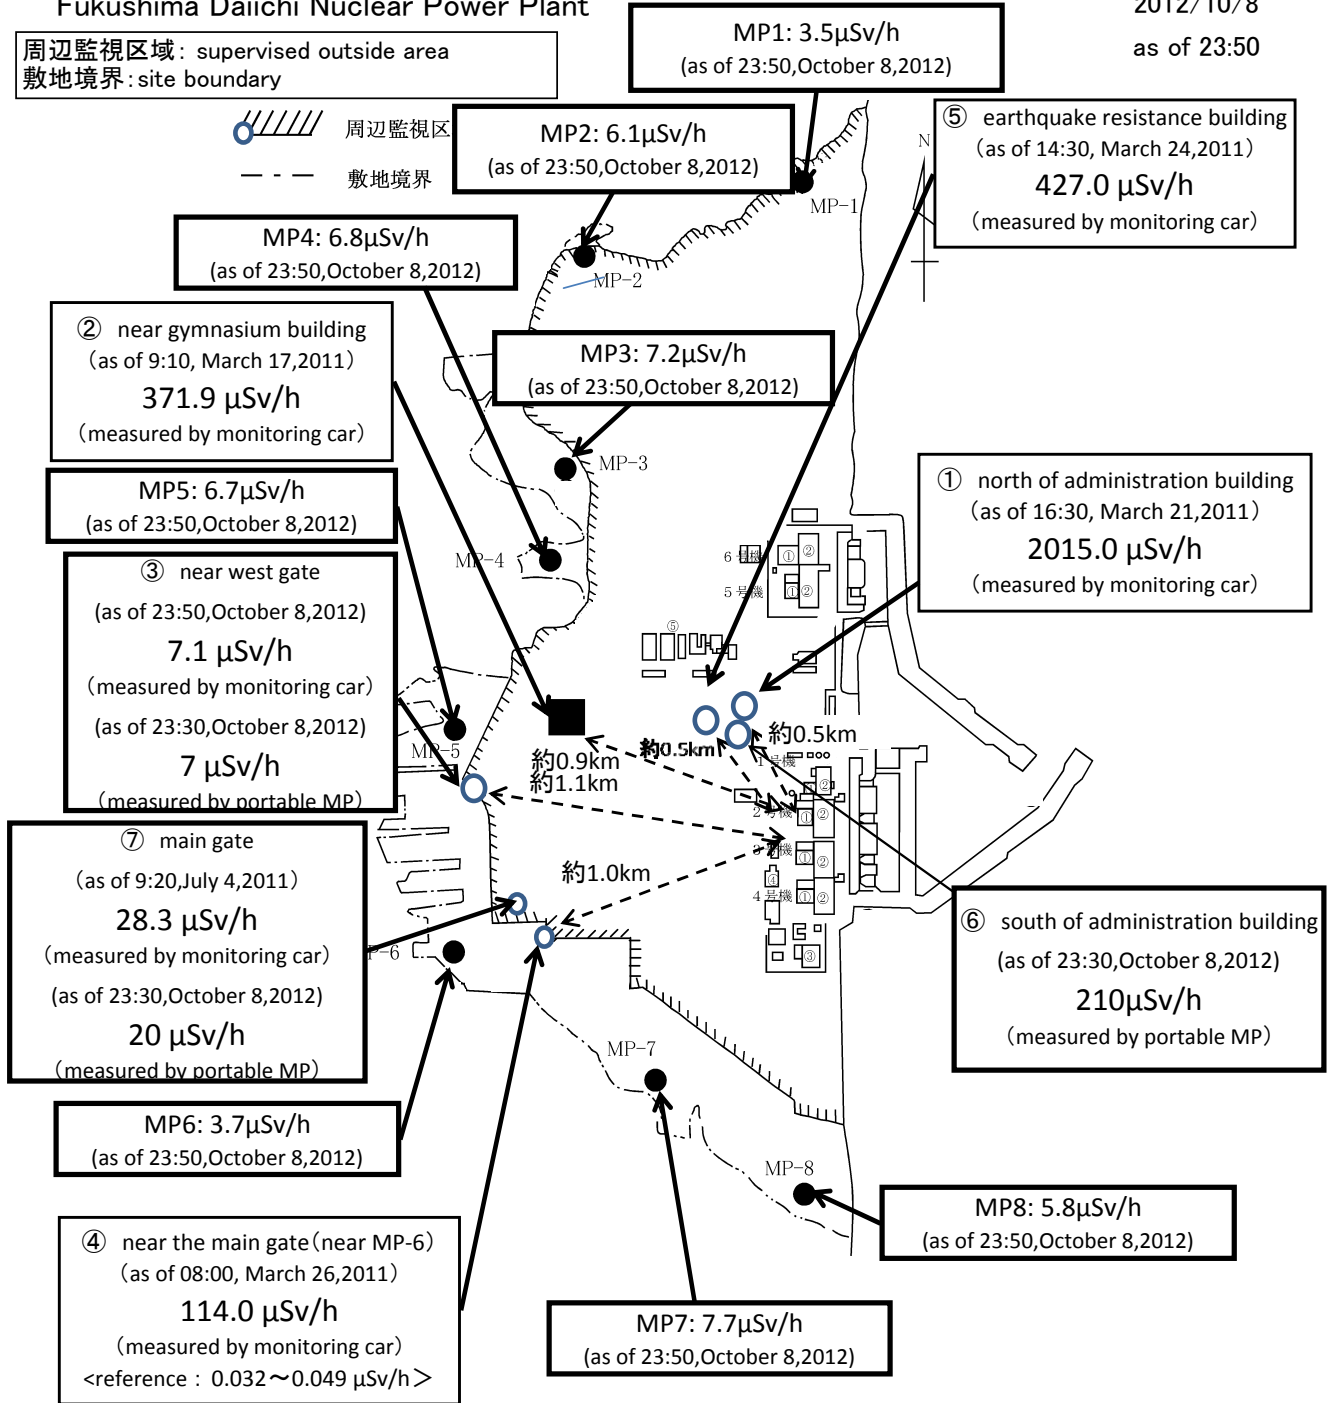 Fukushima Daiichi Nuclear Power Plant
2012/10/8
as of 23:50
周辺監視区域: supervised outside area
敷地境界:site boundary
周辺監視区
敷地境界
MP1: 3.5μSv/h
(as of 23:50,October 8,2012)
MP2: 6.1μSv/h
(as of 23:50,October 8,2012)
⑤ earthquake resistance building
(as of 14:30, March 24,2011)
427.0 μSv/h
(measured by monitoring car)
N
MP-1
MP4: 6.8μSv/h
(as of 23:50,October 8,2012)
MP-2
② near gymnasium building
(as of 9:10, March 17,2011)
371.9 μSv/h
(measured by monitoring car)
MP3: 7.2μSv/h
(as of 23:50,October 8,2012)
MP-3
MP5: 6.7μSv/h
(as of 23:50,October 8,2012)
① north of administration building
(as of 16:30, March 21,2011)
2015.0 μSv/h
(measured by monitoring car)
MP-4
6号機
① ②
5号機
① ②
③ near west gate
(as of 23:50,October 8,2012)
7.1 μSv/h
(measured by monitoring car)
(as of 23:30,October 8,2012)
7 μSv/h
(measured by portable MP)
⑤
MP-5
約0.9km
約1.1km
約0.5km
約0.5km
1号機
②
2号機
① ②
3号機
① ②
④
4号機
① ②
③
約1.0km
⑦ main gate
(as of 9:20,July 4,2011)
28.3 μSv/h
(measured by monitoring car)
(as of 23:30,October 8,2012)
20 μSv/h
(measured by portable MP)
P-6
⑥ south of administration building
(as of 23:30,October 8,2012)
210μSv/h
(measured by portable MP)
MP-7
MP6: 3.7μSv/h
(as of 23:50,October 8,2012)
MP-8
MP8: 5.8μSv/h
(as of 23:50,October 8,2012)
④ near the main gate(near MP-6)
(as of 08:00, March 26,2011)
114.0 μSv/h
(measured by monitoring car)
<reference : 0.032～0.049 μSv/h>
MP7: 7.7μSv/h
(as of 23:50,October 8,2012)